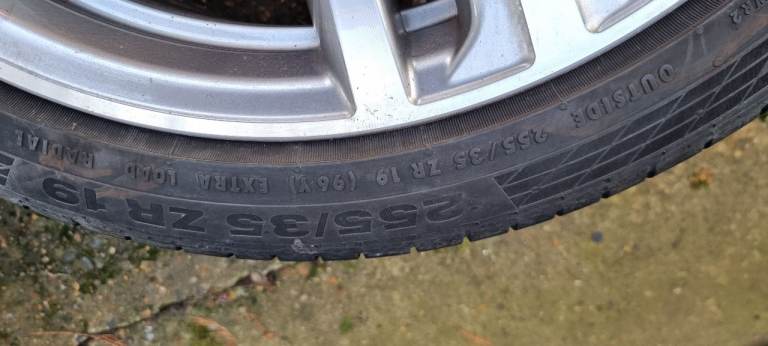 OUTSIDE
255/35 ZR 19 (96Y) EXTRA LOAD RADIAL
255/35 ZR 19